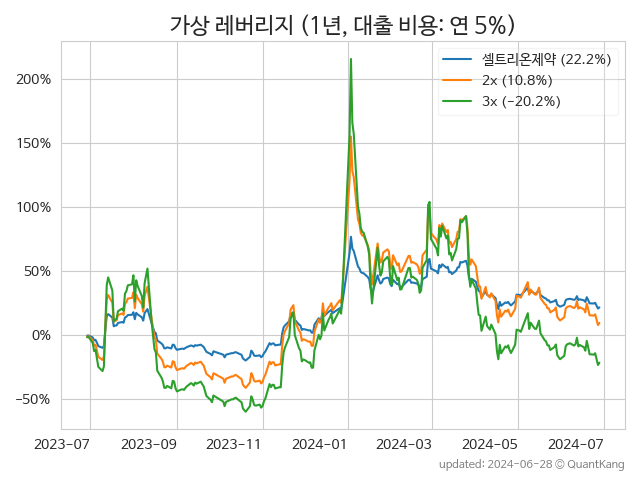 가상 레버리지 (1년, 대출 비용: 연 5%)
셀트리온제약 (22.2%)
2x (10.8%)
3x (−20.2%)
200%
150%
100%
50%
0%
−50%
2023-07
2023-09
2023-11
2024-01
2024-03
2024-05
2024-07
updated: 2024-06-28 © QuantKang